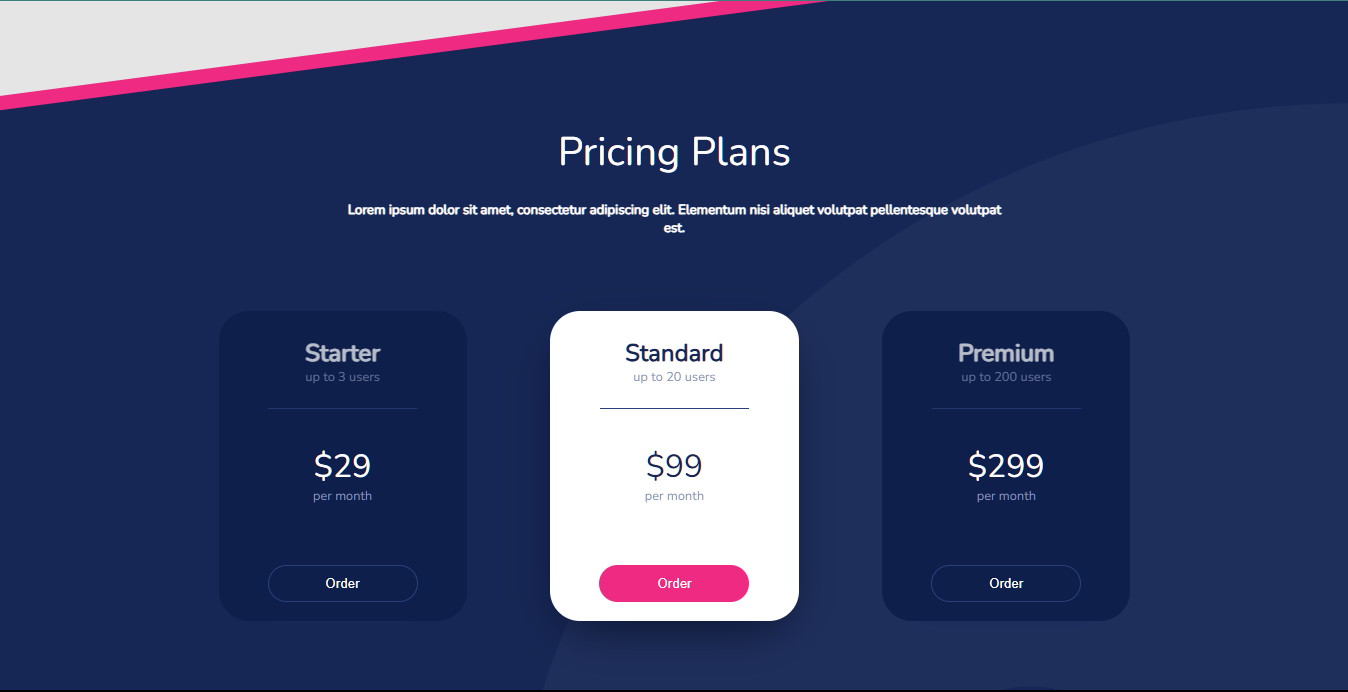 Pricing Plans
Lorem ipsum dolor sit amet, consectetur adipiscing elit. Elementum nisi aliquet volutpat pellentesque volutpat
est.
Starter
up to 3 users
$29
per month
Order
Standard
up to 20 users
$99
per month
Order
Premium
up to 200 users
$299
per month
Order